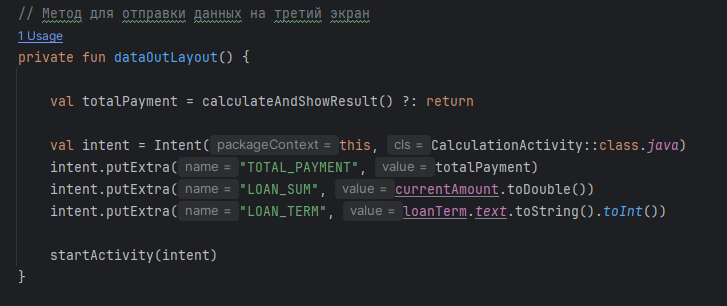 // Метод для отправки данных на третий экран
1 Usage
private fun dataOutLayout() {
val totalPayment = calculateAndShowResult() ?: return
val intent = Intent( packageContext = this, cls = CalculationActivity::class.java)
intent.putExtra( name = "TOTAL_PAYMENT", value = totalPayment)
intent.putExtra( name = "LOAN_SUM", value = currentAmount.toDouble())
intent.putExtra( name = "LOAN_TERM", value = loanTerm.text.toString().toInt())
startActivity(intent)
}